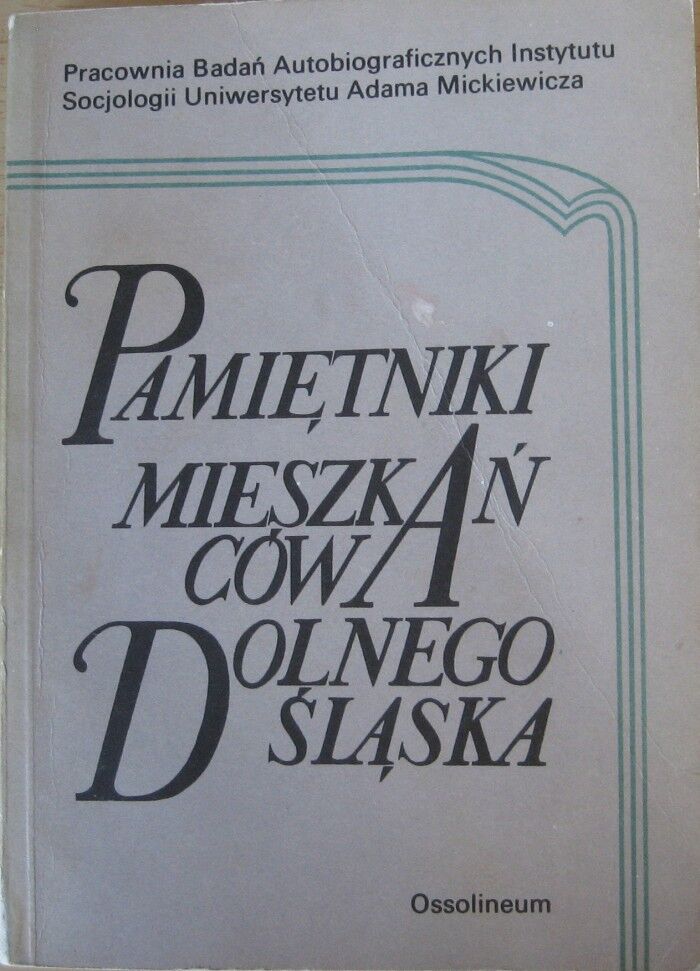 Pracownia Badań Autobiograficznych Instytutu
Socjologii Uniwersytetu Adama Mickiewicza
PAMIĘTNIKI
MIESZKAŃ
CÓW
DOLNEGO
ŚLĄSKA
Ossolineum